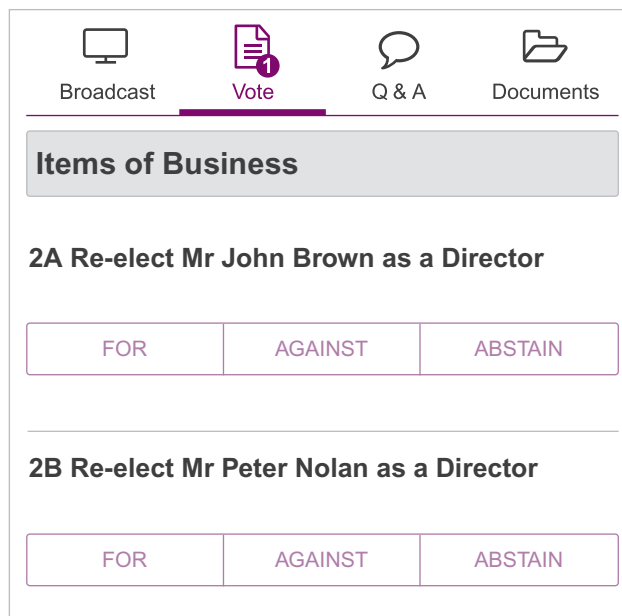 1
Broadcast Vote Q & A Documents
Items of Business
2A Re-elect Mr John Brown as a Director
FOR AGAINST ABSTAIN
2B Re-elect Mr Peter Nolan as a Director
FOR AGAINST ABSTAIN